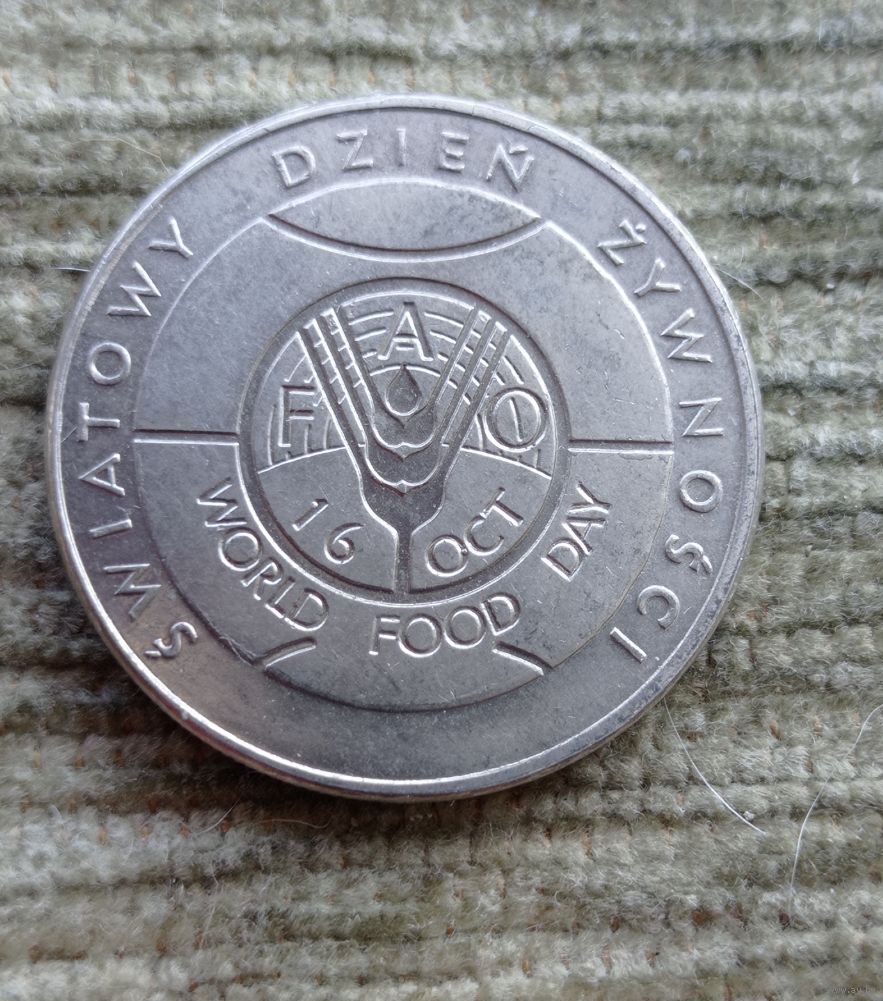 ŚWIATOWY DZIEŃ ŻYWNOŚCI
FAO
16 OCT
WORLD FOOD DAY